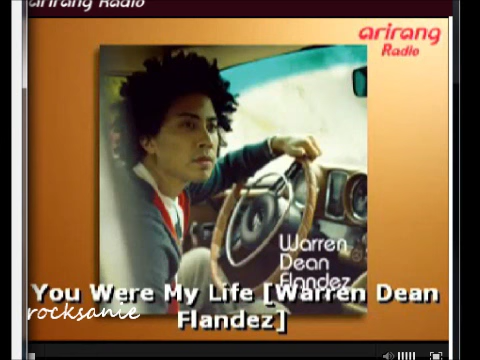 arirang Radio
arirang
Radio
Warren
Dean
Flandez
You Were My Life [Warren Dean
Flandez]
rocksanie